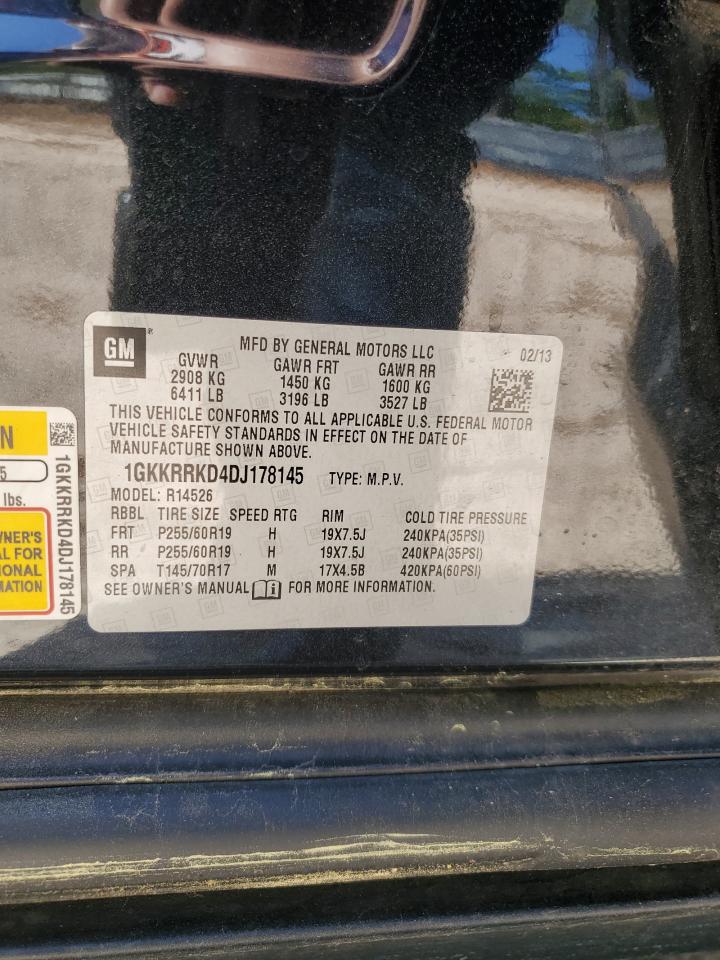 GM
MFD BY GENERAL MOTORS LLC
02/13
GVWR GAWR FRT GAWR RR
2908 KG 1450 KG 1600 KG
6411 LB 3196 LB 3527 LB
THIS VEHICLE CONFORMS TO ALL APPLICABLE U.S. FEDERAL MOTOR
VEHICLE SAFETY STANDARDS IN EFFECT ON THE DATE OF
MANUFACTURE SHOWN ABOVE.
1GKKRRKD4DJ178145 TYPE: M.P.V.
MODEL: R14526
RBBL TIRE SIZE SPEED RTG RIM COLD TIRE PRESSURE
FRT P255/60R19 H 19X7.5J 240KPA(35PSI)
RR P255/60R19 H 19X7.5J 240KPA(35PSI)
SPA T145/70R17 M 17X4.5B 420KPA(60PSI)
SEE OWNER'S MANUAL i FOR MORE INFORMATION.
N
5
lbs.
WNER'S
AL FOR
IONAL
MATION
1GKKRRKD4DJ178145